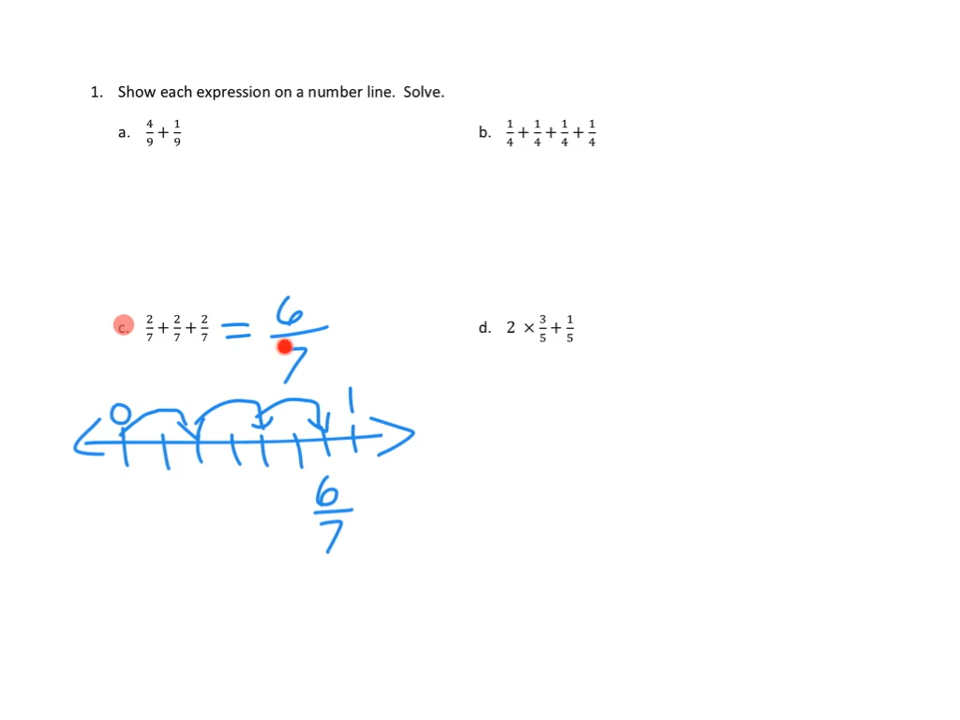 1. Show each expression on a number line. Solve.
a. 4/9 + 1/9
b. 1/4 + 1/4 + 1/4 + 1/4
c. 2/7 + 2/7 + 2/7 = 6/7
d. 2 × 3/5 + 1/5
0 1
6/7